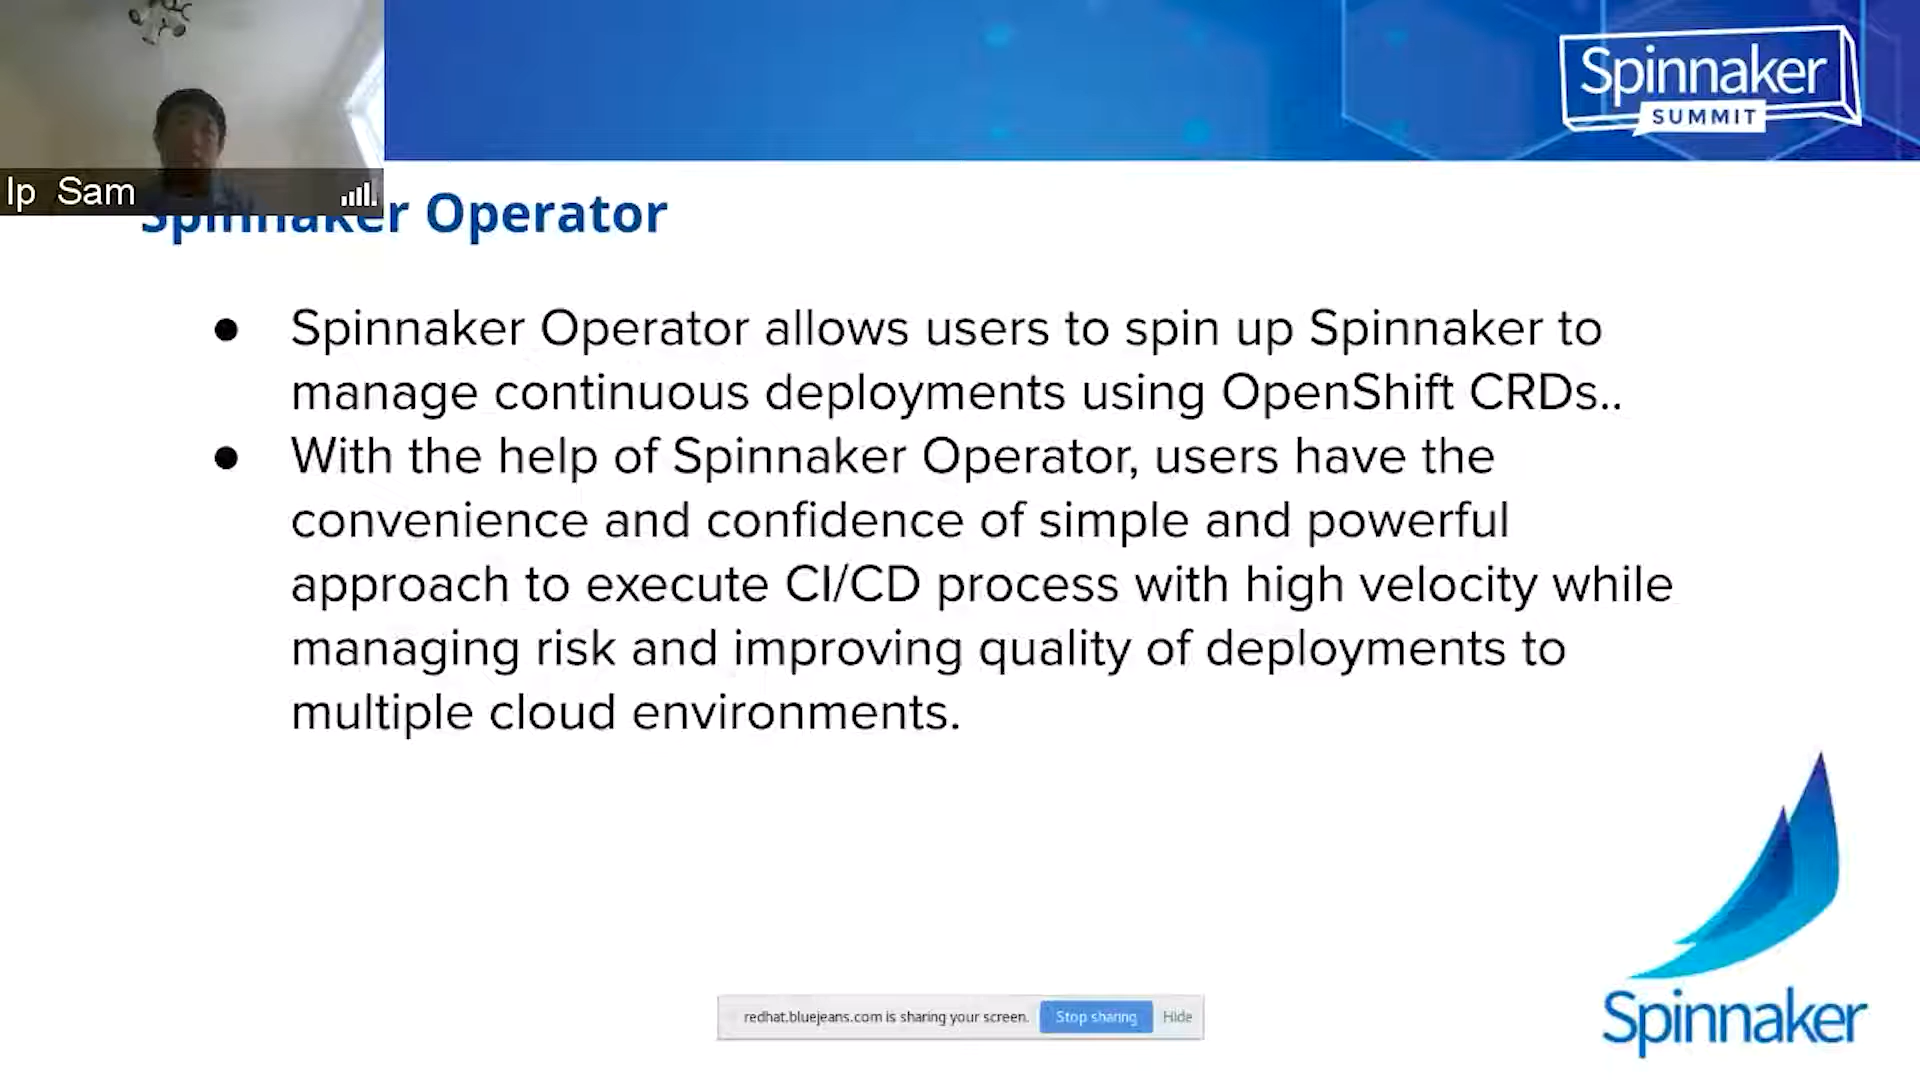 Spinnaker
SUMMIT
Ip Sam
Spinnaker Operator
● Spinnaker Operator allows users to spin up Spinnaker to
manage continuous deployments using OpenShift CRDs..
● With the help of Spinnaker Operator, users have the
convenience and confidence of simple and powerful
approach to execute CI/CD process with high velocity while
managing risk and improving quality of deployments to
multiple cloud environments.
Spinnaker
redhat.bluejeans.com is sharing your screen. Stop sharing Hide